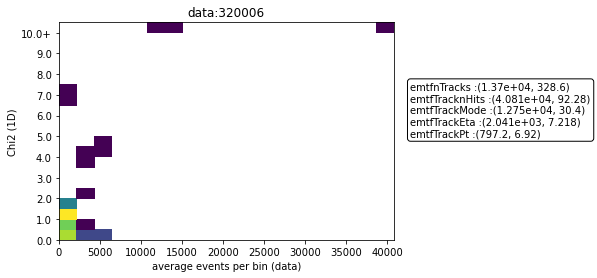 data:320006
10.0+
9.0
8.0
7.0
6.0
5.0
4.0
3.0
2.0
1.0
0.0
Chi2 (1D)
0 5000 10000 15000 20000 25000 30000 35000 40000
average events per bin (data)
emtfnTracks :(1.37e+04, 328.6)
emtfTracknHits :(4.081e+04, 92.28)
emtfTrackMode :(1.275e+04, 30.4)
emtfTrackEta :(2.041e+03, 7.218)
emtfTrackPt :(797.2, 6.92)